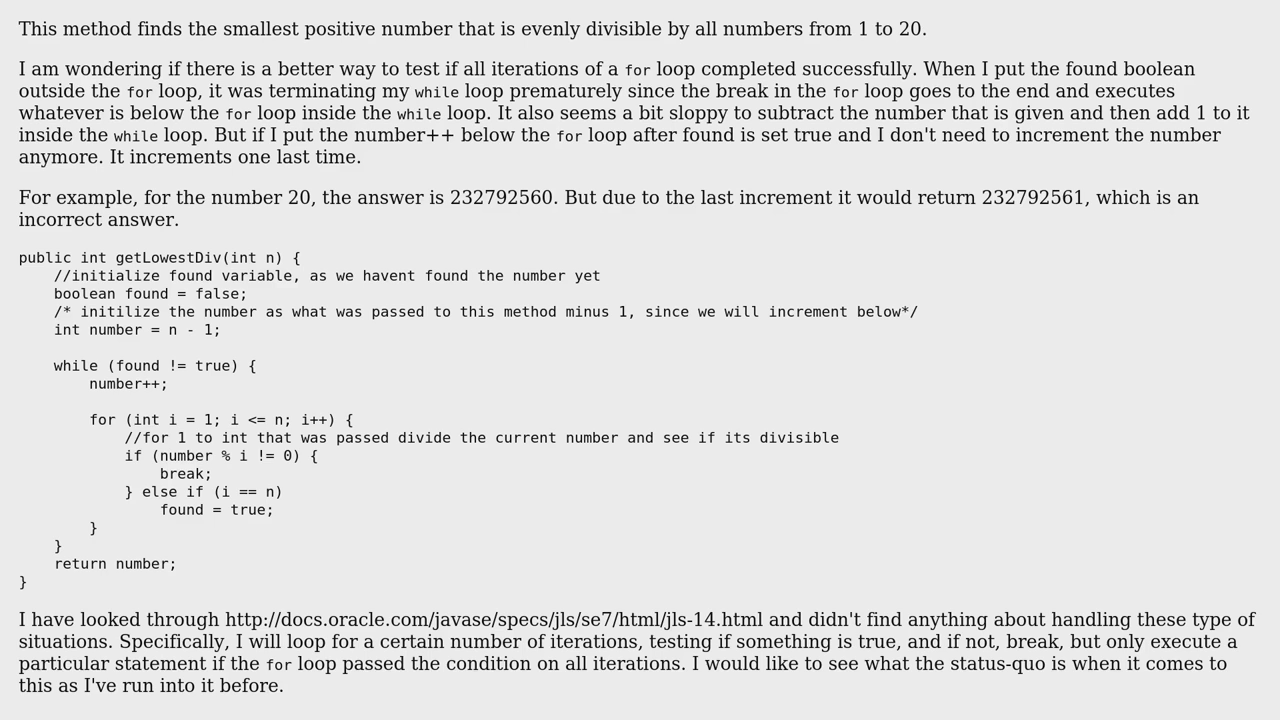 This method finds the smallest positive number that is evenly divisible by all numbers from 1 to 20.
I am wondering if there is a better way to test if all iterations of a for loop completed successfully. When I put the found boolean
outside the for loop, it was terminating my while loop prematurely since the break in the for loop goes to the end and executes
whatever is below the for loop inside the while loop. It also seems a bit sloppy to subtract the number that is given and then add 1 to it
inside the while loop. But if I put the number++ below the for loop after found is set true and I don't need to increment the number
anymore. It increments one last time.
For example, for the number 20, the answer is 232792560. But due to the last increment it would return 232792561, which is an
incorrect answer.
public int getLowestDiv(int n) {
    //initialize found variable, as we havent found the number yet
    boolean found = false;
    /* initilize the number as what was passed to this method minus 1, since we will increment below*/
    int number = n - 1;

    while (found != true) {
        number++;

        for (int i = 1; i <= n; i++) {
            //for 1 to int that was passed divide the current number and see if its divisible
            if (number % i != 0) {
                break;
            } else if (i == n)
                found = true;
        }
    }
    return number;
}
I have looked through http://docs.oracle.com/javase/specs/jls/se7/html/jls-14.html and didn't find anything about handling these type of
situations. Specifically, I will loop for a certain number of iterations, testing if something is true, and if not, break, but only execute a
particular statement if the for loop passed the condition on all iterations. I would like to see what the status-quo is when it comes to
this as I've run into it before.